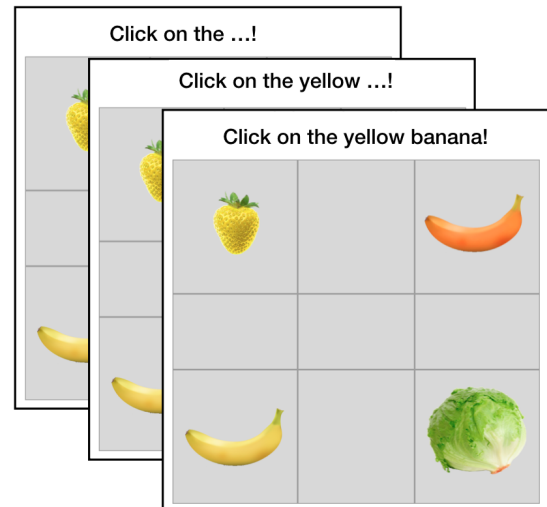 Click on the ...!
Click on the yellow ...!
Click on the yellow banana!